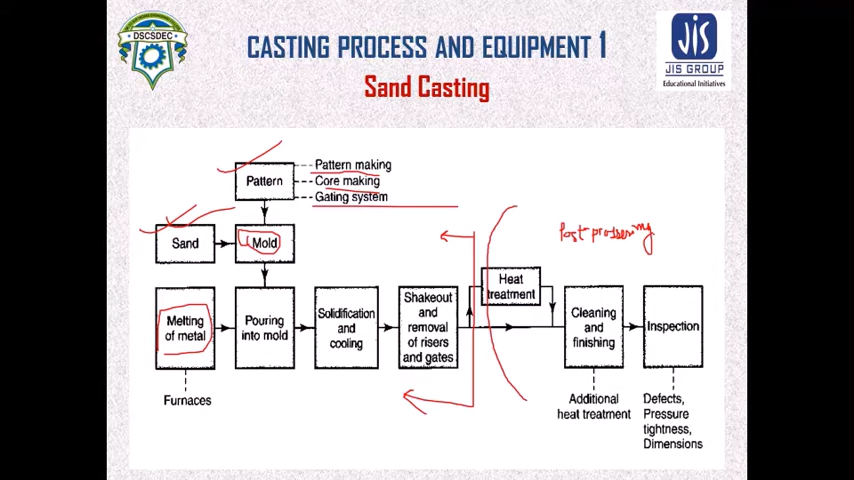 DSCSDEC
CASTING PROCESS AND EQUIPMENT 1
JIS
JIS GROUP
Educational Initiatives
Sand Casting
Pattern
Pattern making
Core making
Gating system
Sand
Mold
Post-prossering
Melting
of metal
Pouring
into mold
Solidification
and
cooling
Shakeout
and
removal
of risers
and gates
Heat
treatment
Cleaning
and
finishing
Inspection
Furnaces
Additional
heat treatment
Defects,
Pressure
tightness,
Dimensions